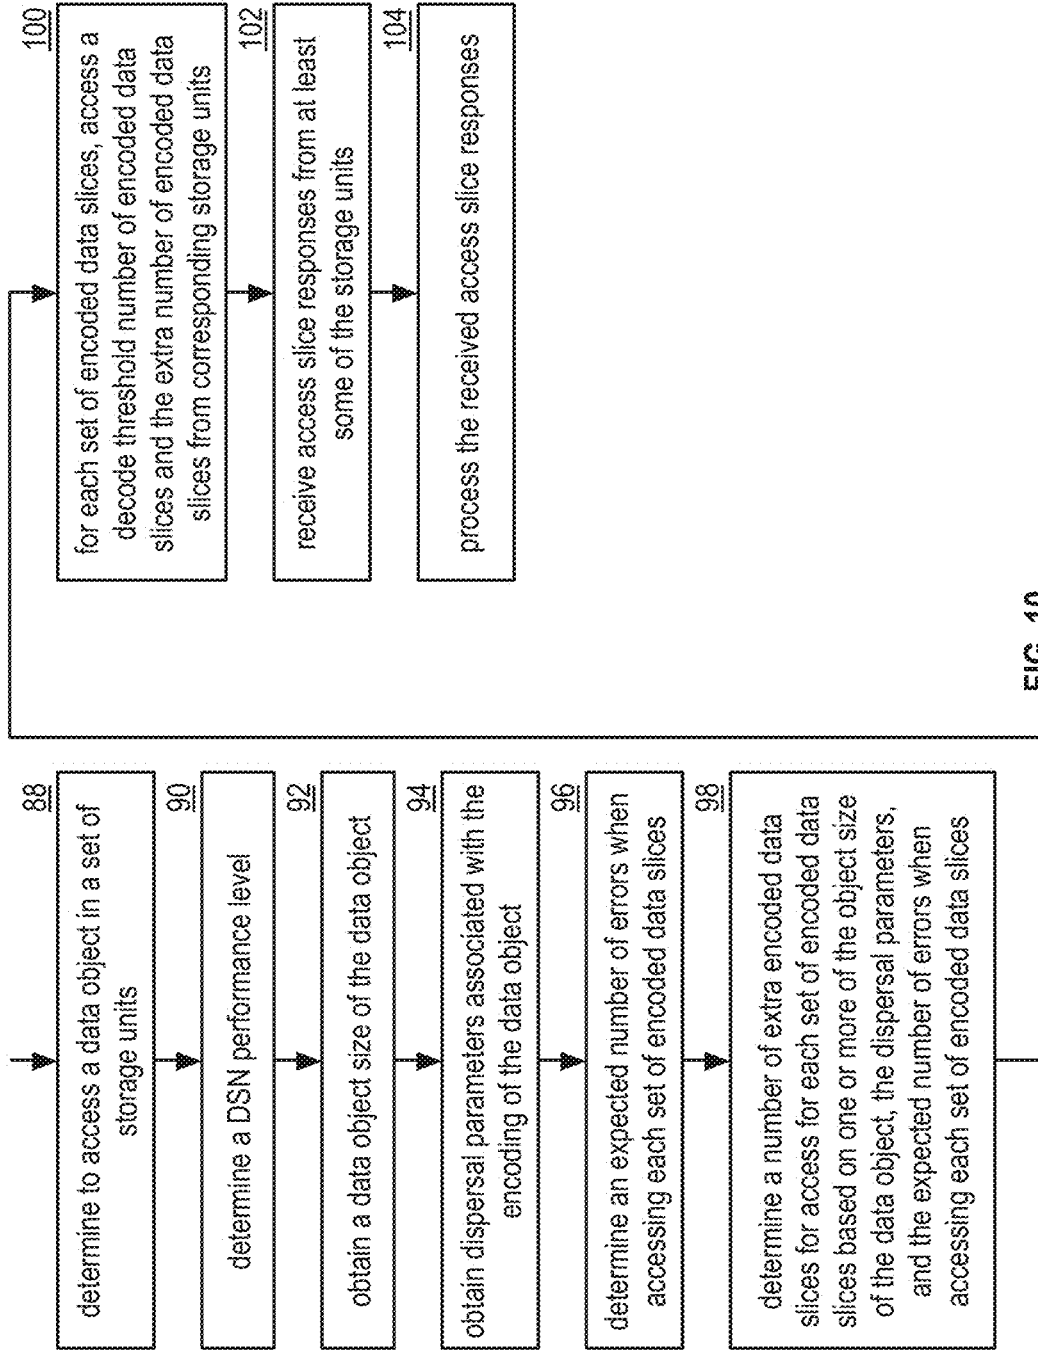 88
determine to access a data object in a set of
storage units
90
determine a DSN performance level
92
obtain a data object size of the data object
94
obtain dispersal parameters associated with the
encoding of the data object
96
determine an expected number of errors when
accessing each set of encoded data slices
98
determine a number of extra encoded data
slices for access for each set of encoded data
slices based on one or more of the object size
of the data object, the dispersal parameters,
and the expected number of errors when
accessing each set of encoded data slices
100
for each set of encoded data slices, access a
decode threshold number of encoded data
slices and the extra number of encoded data
slices from corresponding storage units
102
receive access slice responses from at least
some of the storage units
104
process the received access slice responses
FIG. 10